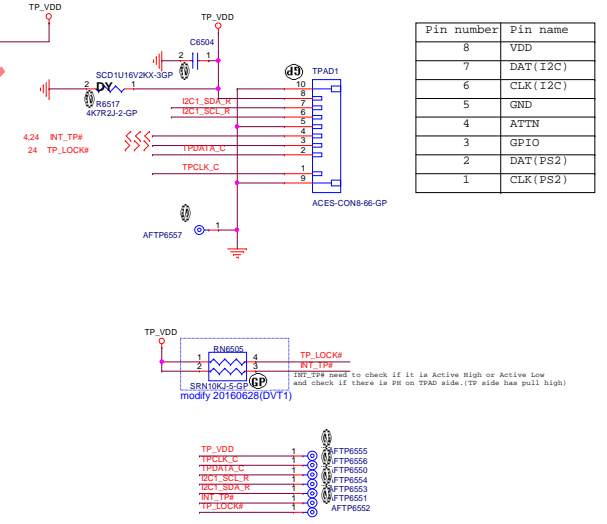 TP_VDD
TP_VDD
C6504
2 1
SCD1U16V2KX-3GP
2 DY 1
R6517
4K7R2J-2-GP
GP
TPAD1
10
8
I2C1_SDA_R 7
I2C1_SCL_R 6
5
4,24 INT_TP# 4
3
24 TP_LOCK# TPDATA_C 2
TPCLK_C 1
9
ACES-CON8-66-GP
AFTP6557 1
Pin number Pin name
8 VDD
7 DAT(I2C)
6 CLK(I2C)
5 GND
4 ATTN
3 GPIO
2 DAT(PS2)
1 CLK(PS2)
TP_VDD
RN6505
1 4 TP_LOCK#
2 3 INT_TP#
SRN10KJ-5-GP GP
modify 20160628(DVT1)
INT_TP# need to check if it is Active High or Active Low
and check if there is PH on TPAD side.(TP side has pull high)
TP_VDD 1 AFTP6555
TPCLK_C 1 AFTP6556
TPDATA_C 1 AFTP6550
I2C1_SCL_R 1 AFTP6554
I2C1_SDA_R 1 AFTP6553
INT_TP# 1 AFTP6551
TP_LOCK# 1 AFTP6552